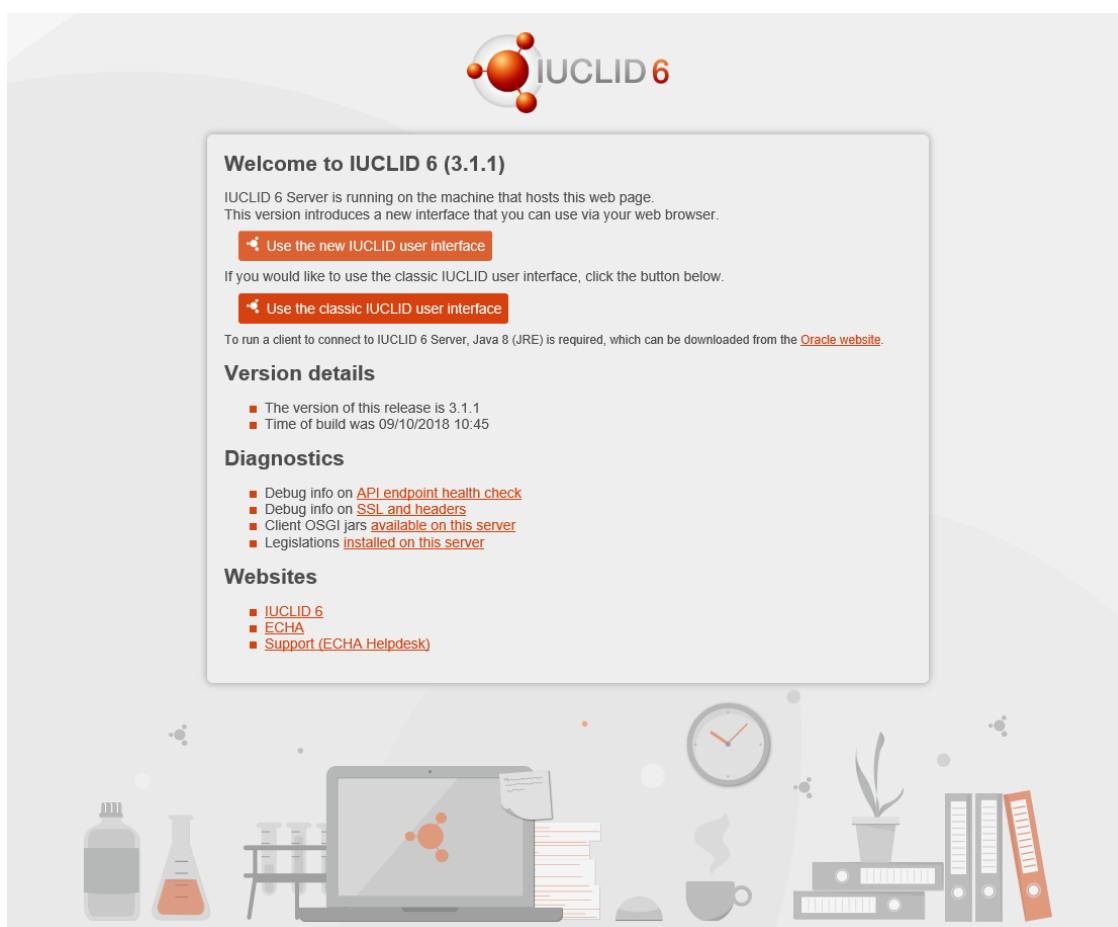 IUCLID 6
Welcome to IUCLID 6 (3.1.1)
IUCLID 6 Server is running on the machine that hosts this web page.
This version introduces a new interface that you can use via your web browser.
Use the new IUCLID user interface
If you would like to use the classic IUCLID user interface, click the button below.
Use the classic IUCLID user interface
To run a client to connect to IUCLID 6 Server, Java 8 (JRE) is required, which can be downloaded from the Oracle website.
Version details
The version of this release is 3.1.1
Time of build was 09/10/2018 10:45
Diagnostics
Debug info on API endpoint health check
Debug info on SSL and headers
Client OSGI jars available on this server
Legislations installed on this server
Websites
IUCLID 6
ECHA
Support (ECHA Helpdesk)